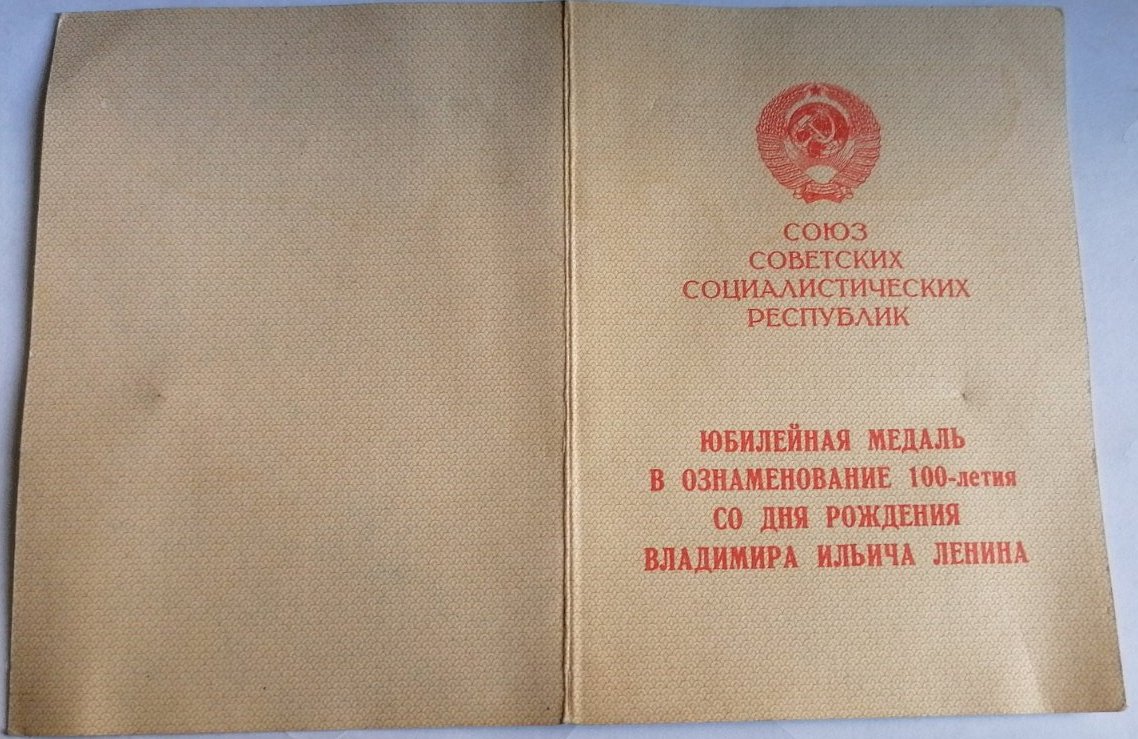 СОЮЗ
СОВЕТСКИХ
СОЦИАЛИСТИЧЕСКИХ
РЕСПУБЛИК
ЮБИЛЕЙНАЯ МЕДАЛЬ
В ОЗНАМЕНОВАНИЕ 100-летия
СО ДНЯ РОЖДЕНИЯ
ВЛАДИМИРА ИЛЬИЧА ЛЕНИНА